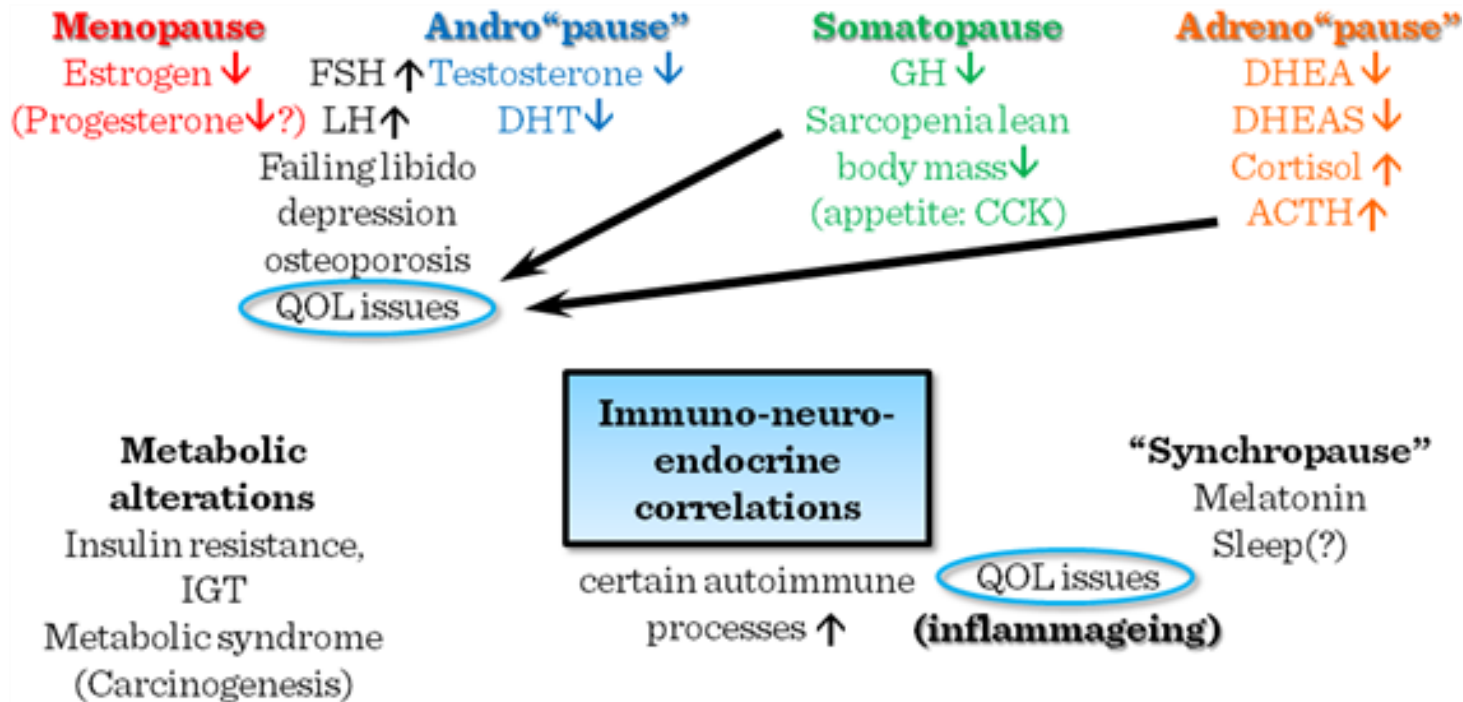 Menopause
Estrogen ↓
(Progesterone↓?)
FSH ↑
LH↑
Failing libido
depression
osteoporosis
QOL issues
Andro“pause”
Testosterone ↓
DHT↓
Somatopause
GH↓
Sarcopenia lean
body mass↓
(appetite: CCK)
Adreno“pause”
DHEA↓
DHEAS↓
Cortisol ↑
ACTH↑
Metabolic
alterations
Insulin resistance,
IGT
Metabolic syndrome
(Carcinogenesis)
Immuno-neuro-
endocrine
correlations
certain autoimmune
processes ↑
QOL issues
(inflammageing)
“Synchropause”
Melatonin
Sleep(?)